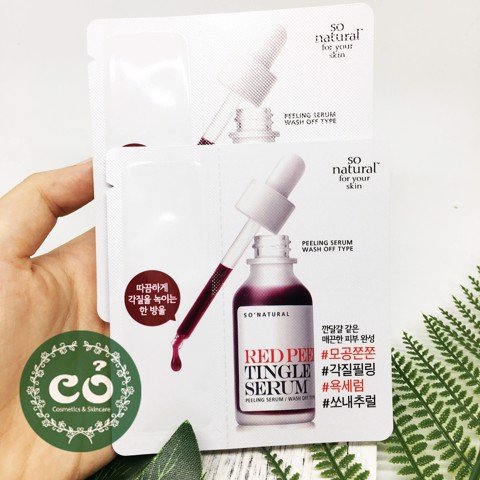 so
natural
for your
skin
PEELING SERUM
WASH OFF TYPE
so
natural
for your
skin
PEELING SERUM
WASH OFF TYPE
따끔하게
각질을 녹이는
한 방울
SO'NATURAL
RED PEE
TINGLE
SERUM
PEELING SERUM / WASH OFF TYPE
깐달걀 같은
매끈한 피부 완성
#모공쫀쫀
#각질필링
#욕세럼
#쏘내추럴
CỎ
Cosmetics & Skincare